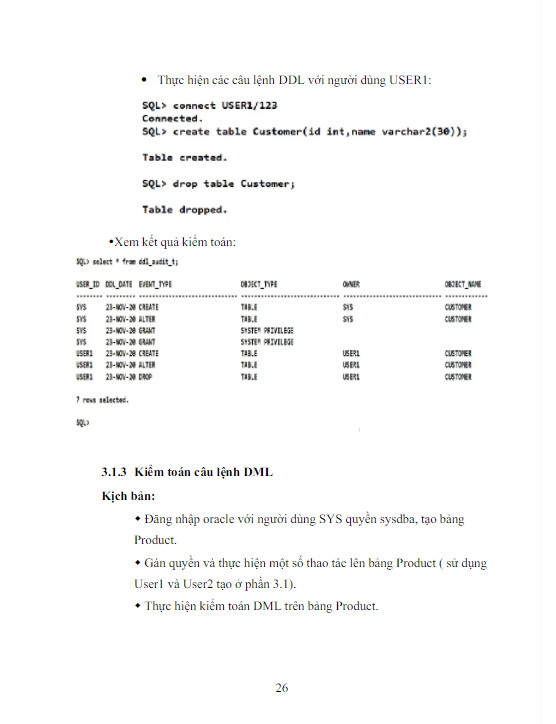 • Thực hiện các câu lệnh DDL với người dùng USER1:
SQL> connect USER1/123
Connected.
SQL> create table Customer(id int,name varchar2(30));
Table created.
SQL> drop table Customer;
Table dropped.
•Xem kết quả kiểm toán:
SQL> select * from ddl_audit_t;
USER_ID DDL_DATE EVENT_TYPE OBJECT_TYPE OWNER OBJECT_NAME
SYS 23-NOV-20 CREATE TABLE SYS CUSTOMER
SYS 23-NOV-20 ALTER TABLE SYS CUSTOMER
SYS 23-NOV-20 GRANT SYSTEM PRIVILEGE
SYS 23-NOV-20 GRANT SYSTEM PRIVILEGE
USER1 23-NOV-20 CREATE TABLE USER1 CUSTOMER
USER1 23-NOV-20 ALTER TABLE USER1 CUSTOMER
USER1 23-NOV-20 DROP TABLE USER1 CUSTOMER
7 rows selected.
SQL>
3.1.3 Kiểm toán câu lệnh DML
Kịch bản:
◆ Đăng nhập oracle với người dùng SYS quyền sysdba, tạo bảng
Product.
◆ Gán quyền và thực hiện một số thao tác lên bảng Product ( sử dụng
User1 và User2 tạo ở phần 3.1).
◆ Thực hiện kiểm toán DML trên bảng Product.
26